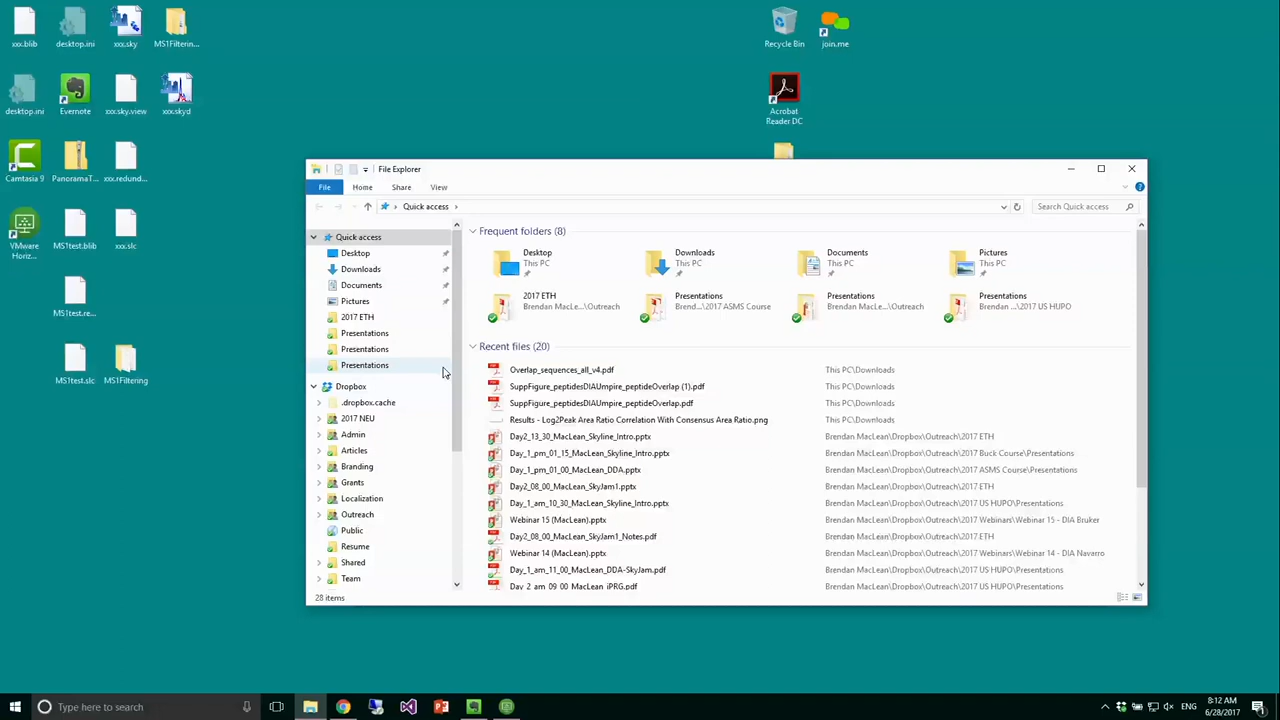 xxx.blib
desktop.ini
xxx.sky
MS1Filterin...
desktop.ini
Evernote
xxx.sky.view
xxx.skyd
Camtasia 9
PanoramaT...
xxx.redund...
VMware
Horiz...
MS1test.blib
xxx.slc
MS1test.re...
MS1test.slc
MS1Filtering
Recycle Bin
join.me
Acrobat
Reader DC
File Explorer
File
Home
Share
View
Quick access
Search Quick access
Quick access
Desktop
Downloads
Documents
Pictures
2017 ETH
Presentations
Presentations
Presentations
Dropbox
.dropbox.cache
2017 NEU
Admin
Articles
Branding
Grants
Localization
Outreach
Public
Resume
Shared
Team
Frequent folders (8)
Desktop
This PC
Downloads
This PC
Documents
This PC
Pictures
This PC
2017 ETH
Brendan MacLe...\Outreach
Presentations
Brend...\2017 ASMS Course
Presentations
Brendan MacLe...\Outreach
Presentations
Brendan ...\2017 US HUPO
Recent files (20)
Overlap_sequences_all_v4.pdf This PC\Downloads
SuppFigure_peptidesDIAUmpire_peptideOverlap (1).pdf This PC\Downloads
SuppFigure_peptidesDIAUmpire_peptideOverlap.pdf This PC\Downloads
Results - Log2Peak Area Ratio Correlation With Consensus Area Ratio.png This PC\Downloads
Day2_13_30_MacLean_Skyline_Intro.pptx Brendan MacLean\Dropbox\Outreach\2017 ETH
Day_1_pm_01_15_MacLean_Skyline_Intro.pptx Brendan MacLean\Dropbox\Outreach\2017 Buck Course\Presentations
Day_1_pm_01_00_MacLean_DDA.pptx Brendan MacLean\Dropbox\Outreach\2017 ASMS Course\Presentations
Day2_08_00_MacLean_SkyJam1.pptx Brendan MacLean\Dropbox\Outreach\2017 ETH
Day_1_am_10_30_MacLean_Skyline_Intro.pptx Brendan MacLean\Dropbox\Outreach\2017 US HUPO\Presentations
Webinar 15 (MacLean).pptx Brendan MacLean\Dropbox\Outreach\2017 Webinars\Webinar 15 - DIA Bruker
Day2_08_00_MacLean_SkyJam1_Notes.pdf Brendan MacLean\Dropbox\Outreach\2017 ETH
Webinar 14 (MacLean).pptx Brendan MacLean\Dropbox\Outreach\2017 Webinars\Webinar 14 - DIA Navarro
Day_1_am_11_00_MacLean_DDA-SkyJam.pdf Brendan MacLean\Dropbox\Outreach\2017 US HUPO\Presentations
Day_2_am_09_00_MacLean_iPRG.pdf Brendan MacLean\Dropbox\Outreach\2017 US HUPO\Presentations
28 items
Type here to search
8:12 AM
6/28/2017